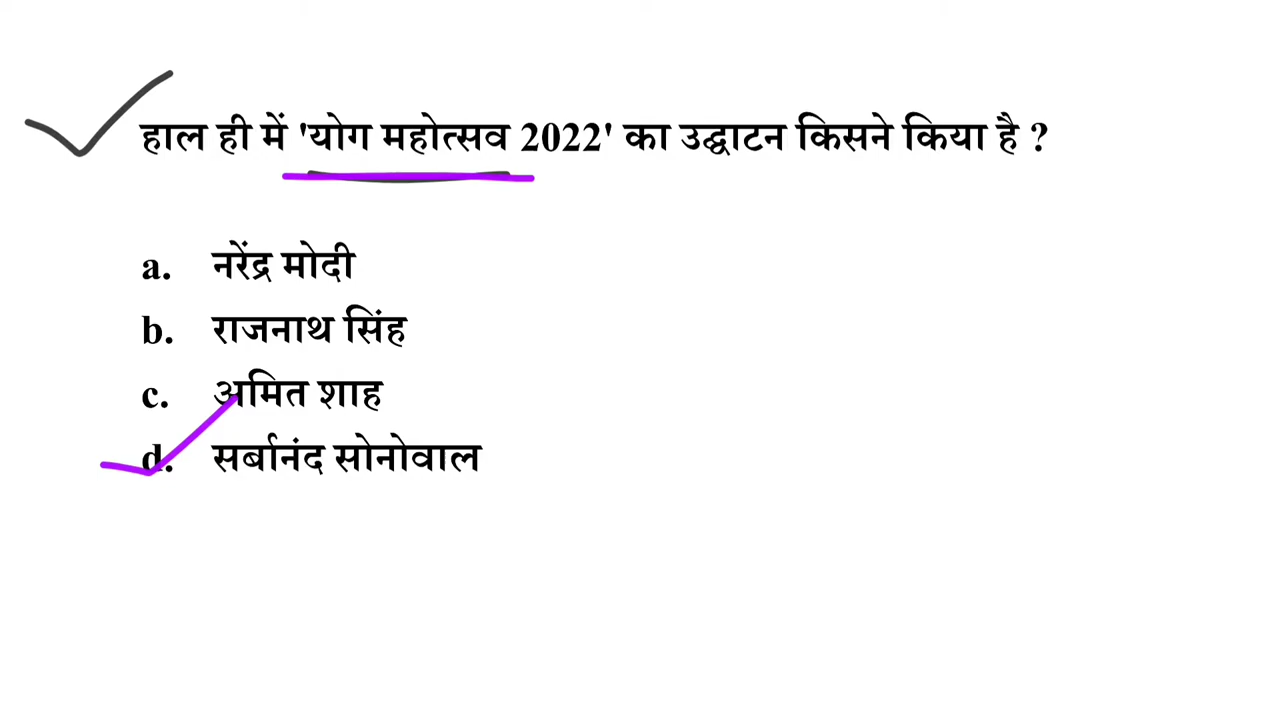 हाल ही में 'योग महोत्सव 2022' का उद्घाटन किसने किया है ?
a. नरेंद्र मोदी
b. राजनाथ सिंह
c. अमित शाह
d. सर्बानंद सोनोवाल